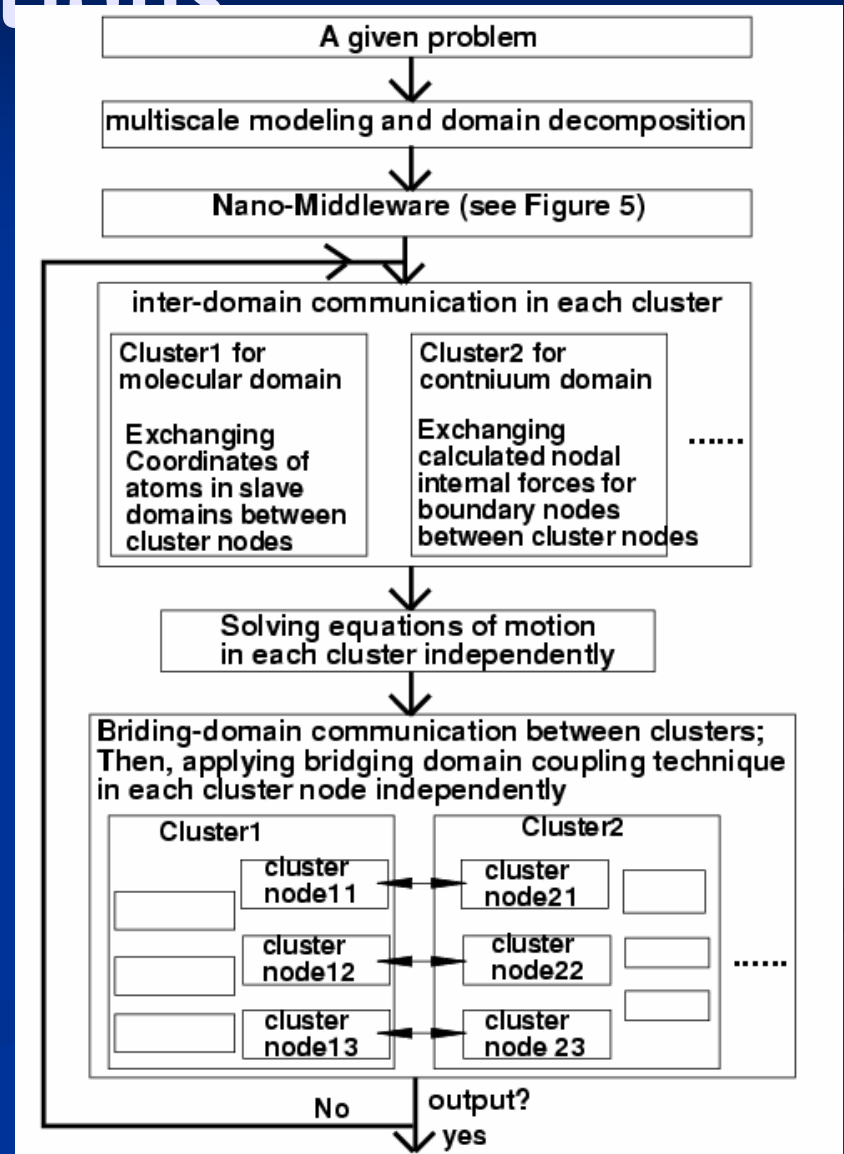 A given problem
multiscale modeling and domain decomposition
Nano-Middleware (see Figure 5)
inter-domain communication in each cluster
Cluster1 for
molecular domain
Exchanging
Coordinates of
atoms in slave
domains between
cluster nodes
Cluster2 for
contniuum domain
Exchanging
calculated nodal
internal forces for
boundary nodes
between cluster nodes
......
Solving equations of motion
in each cluster independently
Briding-domain communication between clusters;
Then, applying bridging domain coupling technique
in each cluster node independently
Cluster1
cluster
node11
cluster
node12
cluster
node13
Cluster2
cluster
node21
cluster
node22
cluster
node 23
......
No
output?
yes